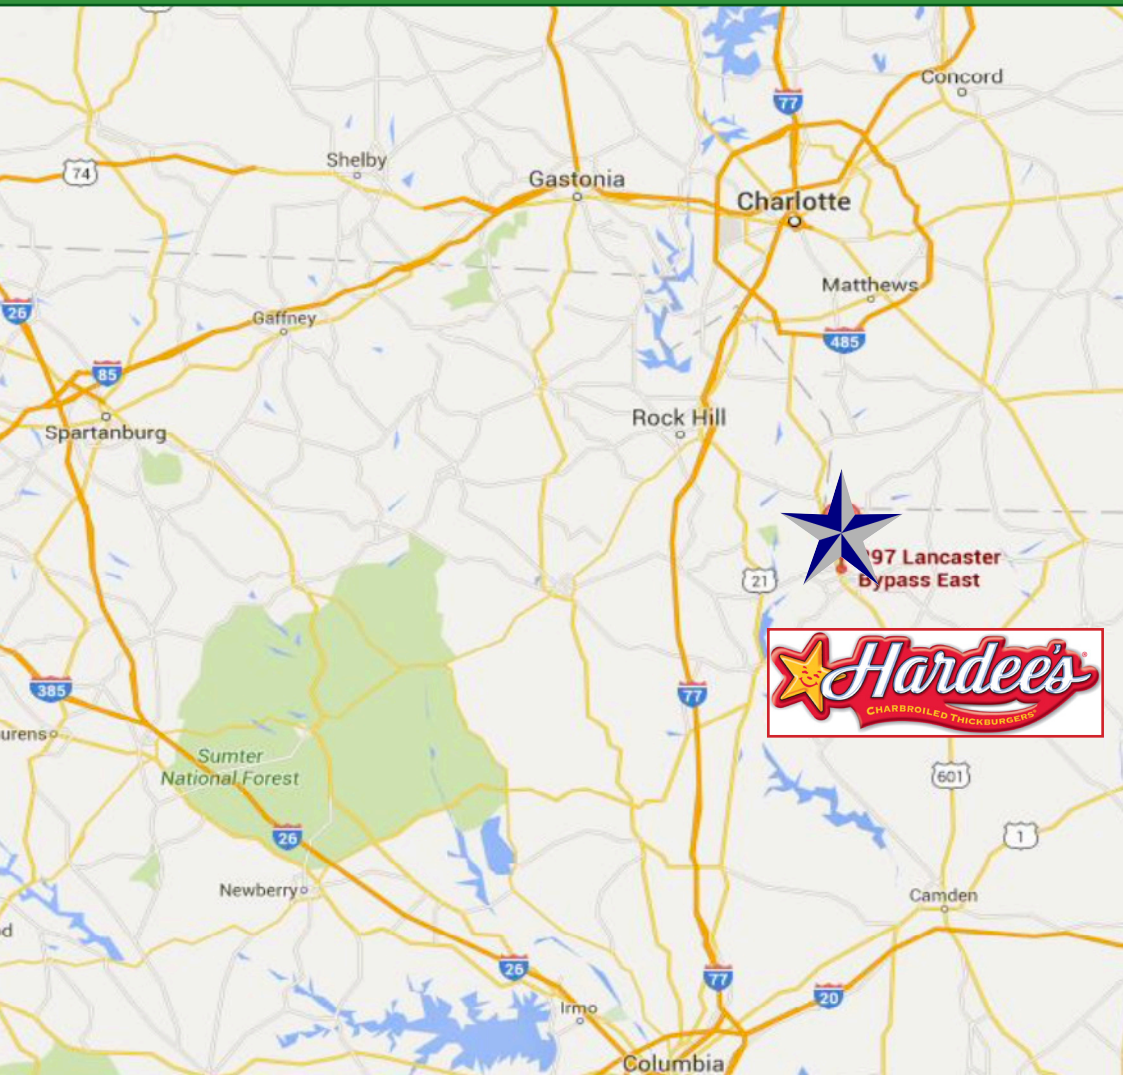 77
Concord
74
Shelby
Gastonia
Charlotte
Matthews
26
Gaffney
485
85
Rock Hill
Spartanburg
97 Lancaster
Bypass East
21
Hardee's
CHARBROILED THICKBURGERS
385
77
urens
Sumter
National Forest
601
26
1
Newberry
Camden
d
26
77
20
Irmo
Columbia